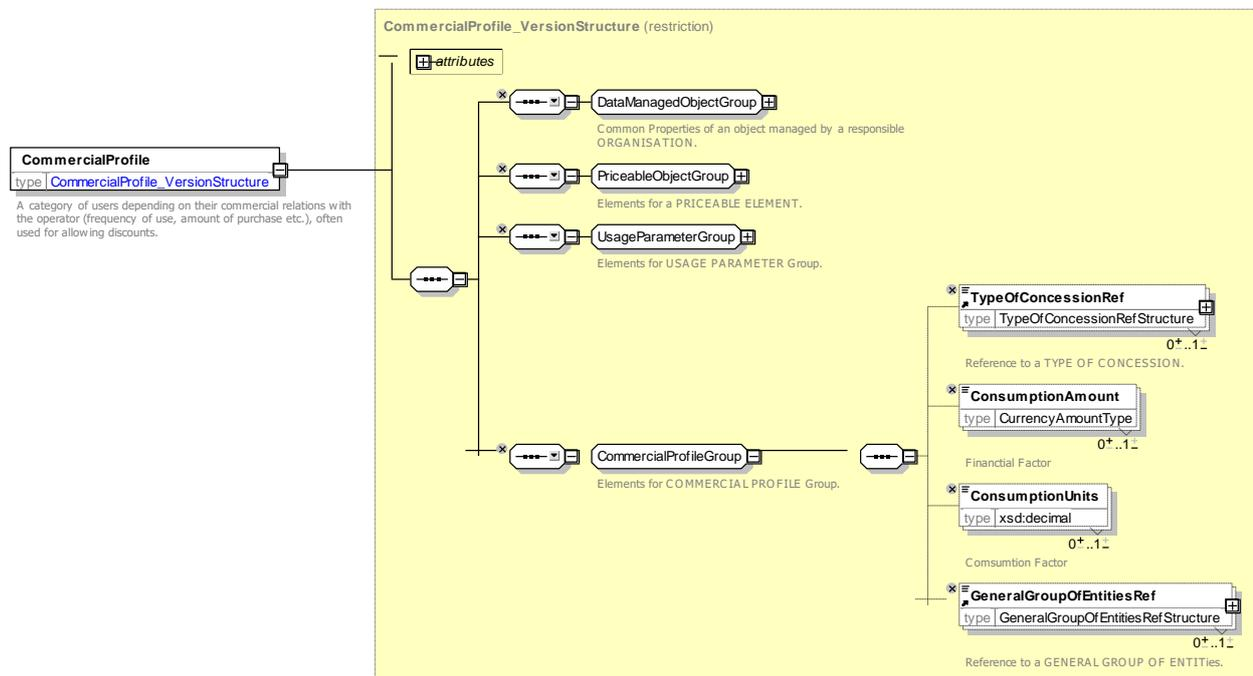 CommercialProfile_VersionStructure (restriction)
attributes
DataManagedObjectGroup
Common Properties of an object managed by a responsible
ORGANISATION.
CommercialProfile
type CommercialProfile_VersionStructure
A category of users depending on their commercial relations with
the operator (frequency of use, amount of purchase etc.), often
used for allowing discounts.
PriceableObjectGroup
Elements for a PRICEABLE ELEMENT.
UsageParameterGroup
Elements for USAGE PARAMETER Group.
TypeOfConcessionRef
type TypeOfConcessionRefStructure
0..1
Reference to a TYPE OF CONCESSION.
ConsumptionAmount
type CurrencyAmountType
0..1
Financtial Factor
CommercialProfileGroup
Elements for COMMERCIAL PROFILE Group.
ConsumptionUnits
type xsd:decimal
0..1
Comsumtion Factor
GeneralGroupOfEntitiesRef
type GeneralGroupOfEntitiesRefStructure
0..1
Reference to a GENERAL GROUP OF ENTITies.